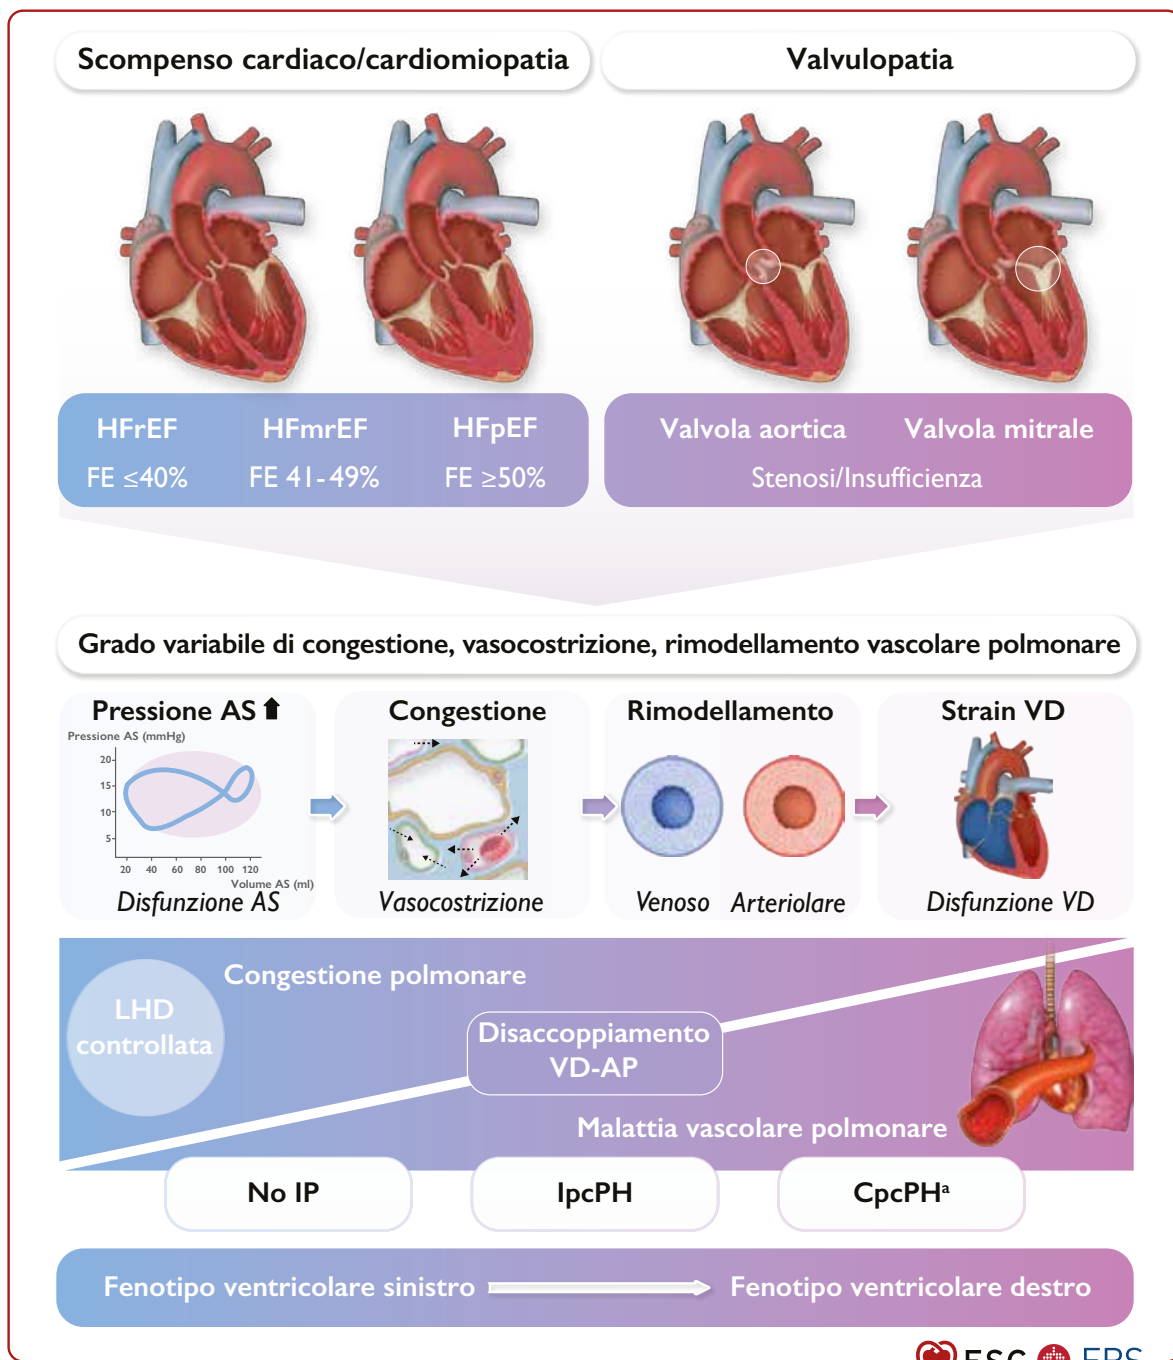 Scompenso cardiaco/cardiomiopatia
Valvulopatia
HFrEF
HFmrEF
HFpEF
FE ≤40%
FE 41-49%
FE ≥50%
Valvola aortica
Valvola mitrale
Stenosi/Insufficienza
Grado variabile di congestione, vasocostrizione, rimodellamento vascolare polmonare
Pressione AS
Pressione AS (mmHg)
20
15
10
5
20 40 60 80 100 120
Volume AS (ml)
Disfunzione AS
Congestione
Vasocostrizione
Rimodellamento
Venoso
Arteriolare
Strain VD
Disfunzione VD
LHD
controllata
Congestione polmonare
Disaccoppiamento
VD-AP
Malattia vascolare polmonare
No IP
IpcPH
CpcPHᵃ
Fenotipo ventricolare sinistro
Fenotipo ventricolare destro
ESC
ERS